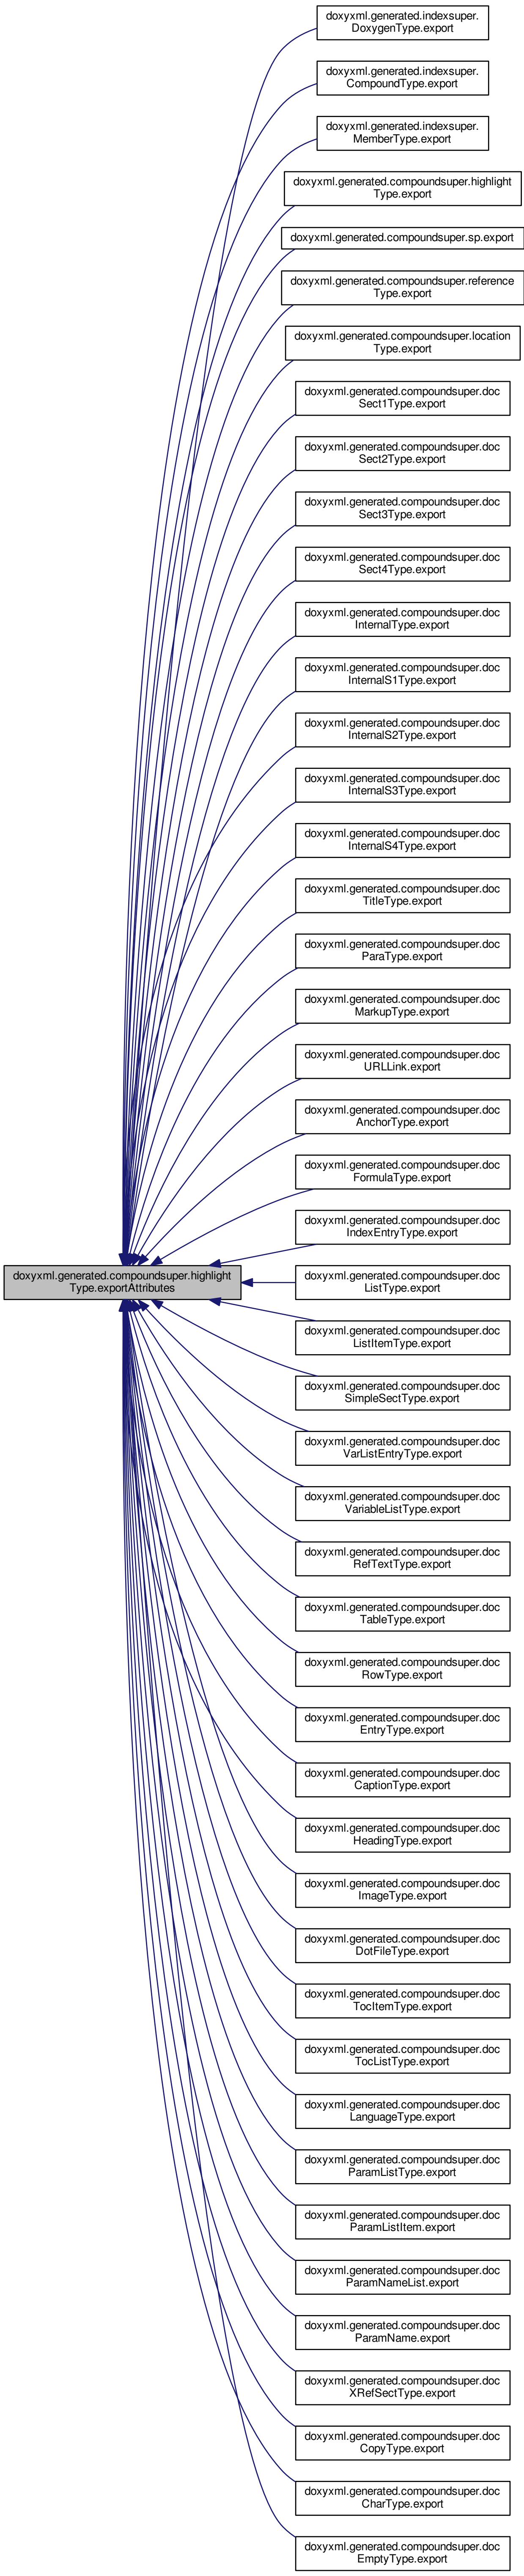 doxyxml.generated.indexsuper.
DoxygenType.export
doxyxml.generated.indexsuper.
CompoundType.export
doxyxml.generated.indexsuper.
MemberType.export
doxyxml.generated.compoundsuper.highlight
Type.export
doxyxml.generated.compoundsuper.sp.export
doxyxml.generated.compoundsuper.reference
Type.export
doxyxml.generated.compoundsuper.location
Type.export
doxyxml.generated.compoundsuper.doc
Sect1Type.export
doxyxml.generated.compoundsuper.doc
Sect2Type.export
doxyxml.generated.compoundsuper.doc
Sect3Type.export
doxyxml.generated.compoundsuper.doc
Sect4Type.export
doxyxml.generated.compoundsuper.doc
InternalType.export
doxyxml.generated.compoundsuper.doc
InternalS1Type.export
doxyxml.generated.compoundsuper.doc
InternalS2Type.export
doxyxml.generated.compoundsuper.doc
InternalS3Type.export
doxyxml.generated.compoundsuper.doc
InternalS4Type.export
doxyxml.generated.compoundsuper.doc
TitleType.export
doxyxml.generated.compoundsuper.doc
ParaType.export
doxyxml.generated.compoundsuper.doc
MarkupType.export
doxyxml.generated.compoundsuper.doc
URLLink.export
doxyxml.generated.compoundsuper.doc
AnchorType.export
doxyxml.generated.compoundsuper.doc
FormulaType.export
doxyxml.generated.compoundsuper.doc
IndexEntryType.export
doxyxml.generated.compoundsuper.highlight
Type.exportAttributes
doxyxml.generated.compoundsuper.doc
ListType.export
doxyxml.generated.compoundsuper.doc
ListItemType.export
doxyxml.generated.compoundsuper.doc
SimpleSectType.export
doxyxml.generated.compoundsuper.doc
VarListEntryType.export
doxyxml.generated.compoundsuper.doc
VariableListType.export
doxyxml.generated.compoundsuper.doc
RefTextType.export
doxyxml.generated.compoundsuper.doc
TableType.export
doxyxml.generated.compoundsuper.doc
RowType.export
doxyxml.generated.compoundsuper.doc
EntryType.export
doxyxml.generated.compoundsuper.doc
CaptionType.export
doxyxml.generated.compoundsuper.doc
HeadingType.export
doxyxml.generated.compoundsuper.doc
ImageType.export
doxyxml.generated.compoundsuper.doc
DotFileType.export
doxyxml.generated.compoundsuper.doc
TocItemType.export
doxyxml.generated.compoundsuper.doc
TocListType.export
doxyxml.generated.compoundsuper.doc
LanguageType.export
doxyxml.generated.compoundsuper.doc
ParamListType.export
doxyxml.generated.compoundsuper.doc
ParamListItem.export
doxyxml.generated.compoundsuper.doc
ParamNameList.export
doxyxml.generated.compoundsuper.doc
ParamName.export
doxyxml.generated.compoundsuper.doc
XRefSectType.export
doxyxml.generated.compoundsuper.doc
CopyType.export
doxyxml.generated.compoundsuper.doc
CharType.export
doxyxml.generated.compoundsuper.doc
EmptyType.export